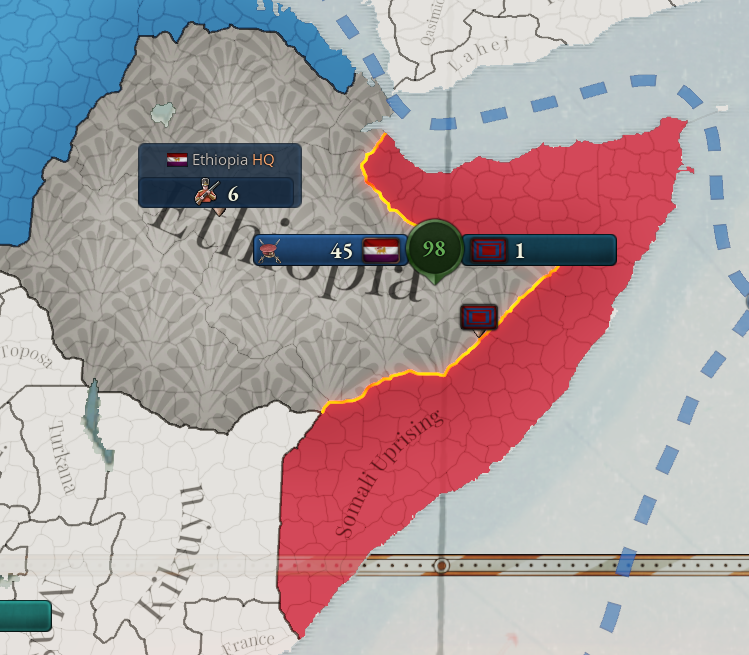 Qasimi
Lahej
Ethiopia HQ
6
Ethiopia
45
98
1
Toposa
Turkana
Somali Uprising
Kikuyu
France